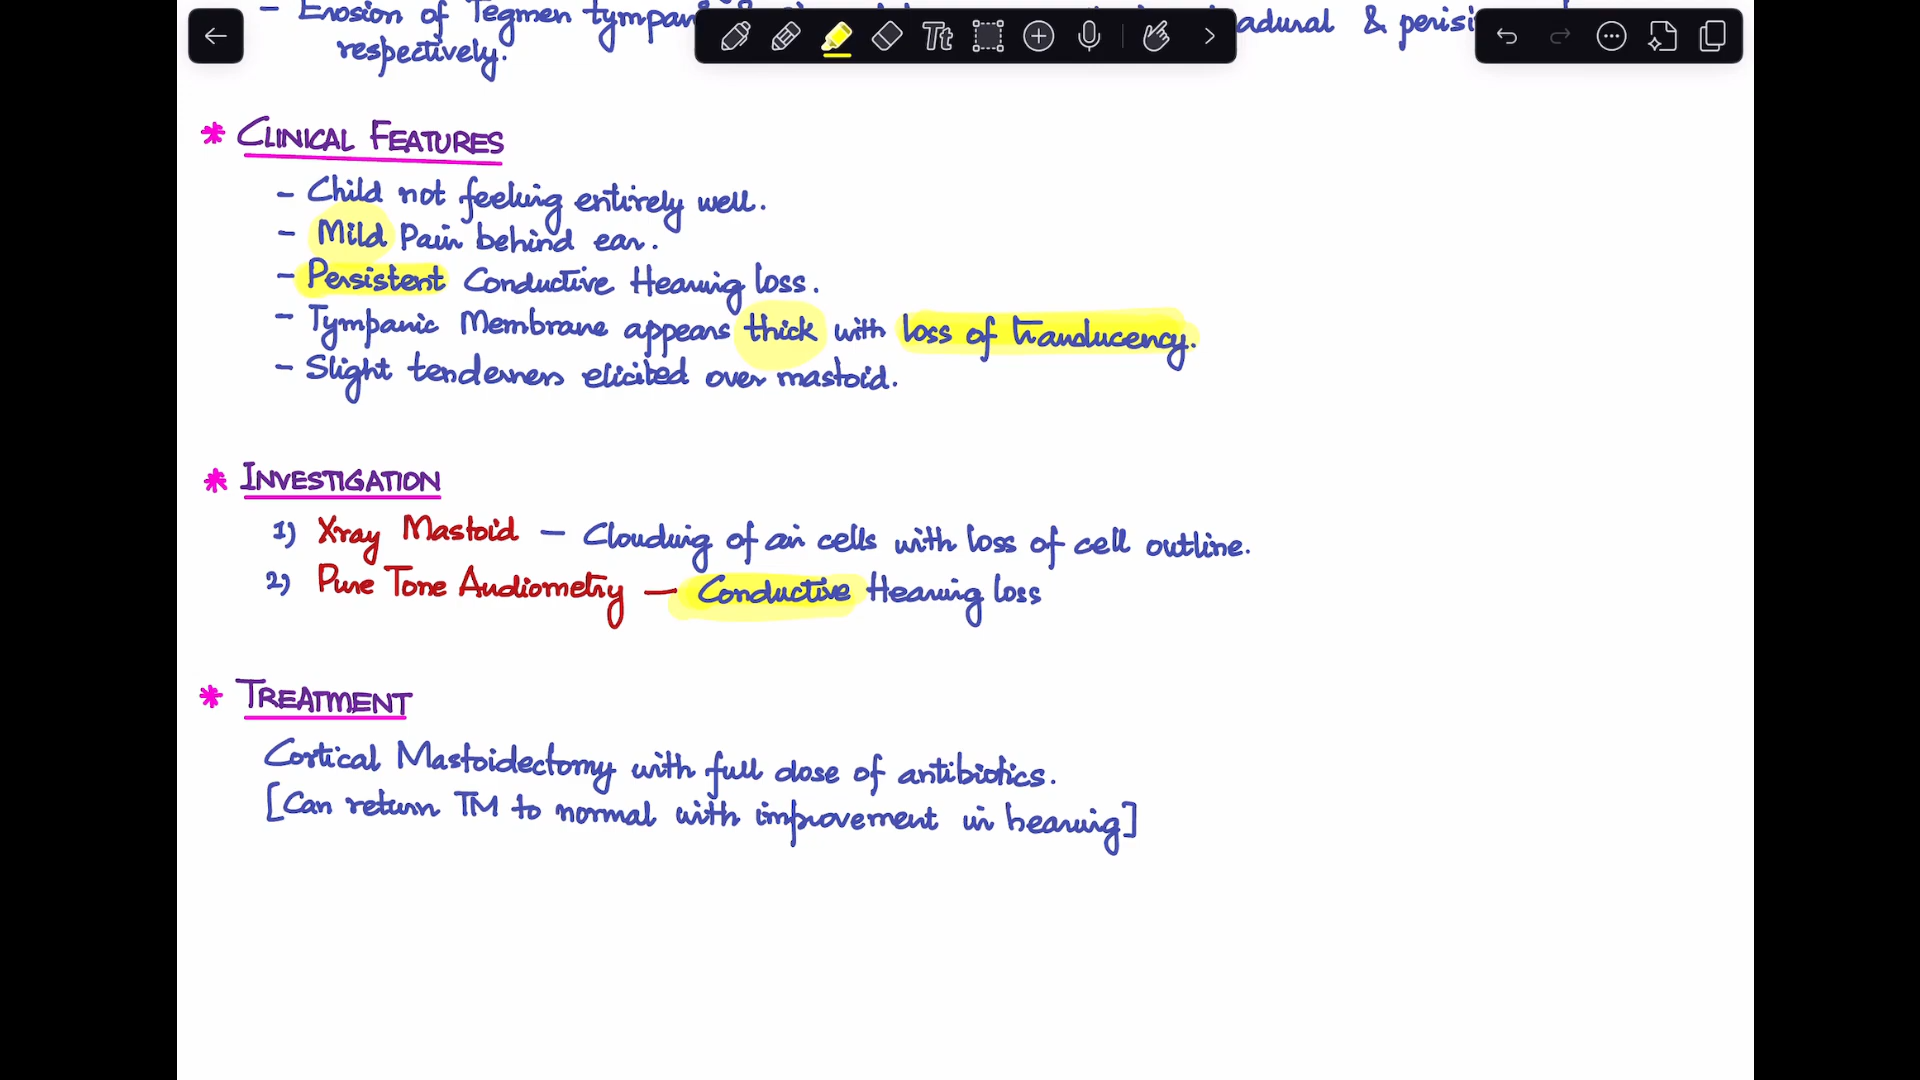 - Erosion of Tegmen tympan adural & perisi
respectively.
* CLINICAL FEATURES
- Child not feeling entirely well.
- Mild Pain behind ear.
- Persistent Conductive Hearing loss.
- Tympanic Membrane appears thick with loss of tranlucency.
- Slight tenderness elicited over mastoid.
* INVESTIGATION
1) Xray Mastoid - Clouding of air cells with loss of cell outline.
2) Pure Tone Audiometry - Conductive Hearing loss
* TREATMENT
Cortical Mastoidectomy with full dose of antibiotics.
[Can return TM to normal with improvement in hearing]